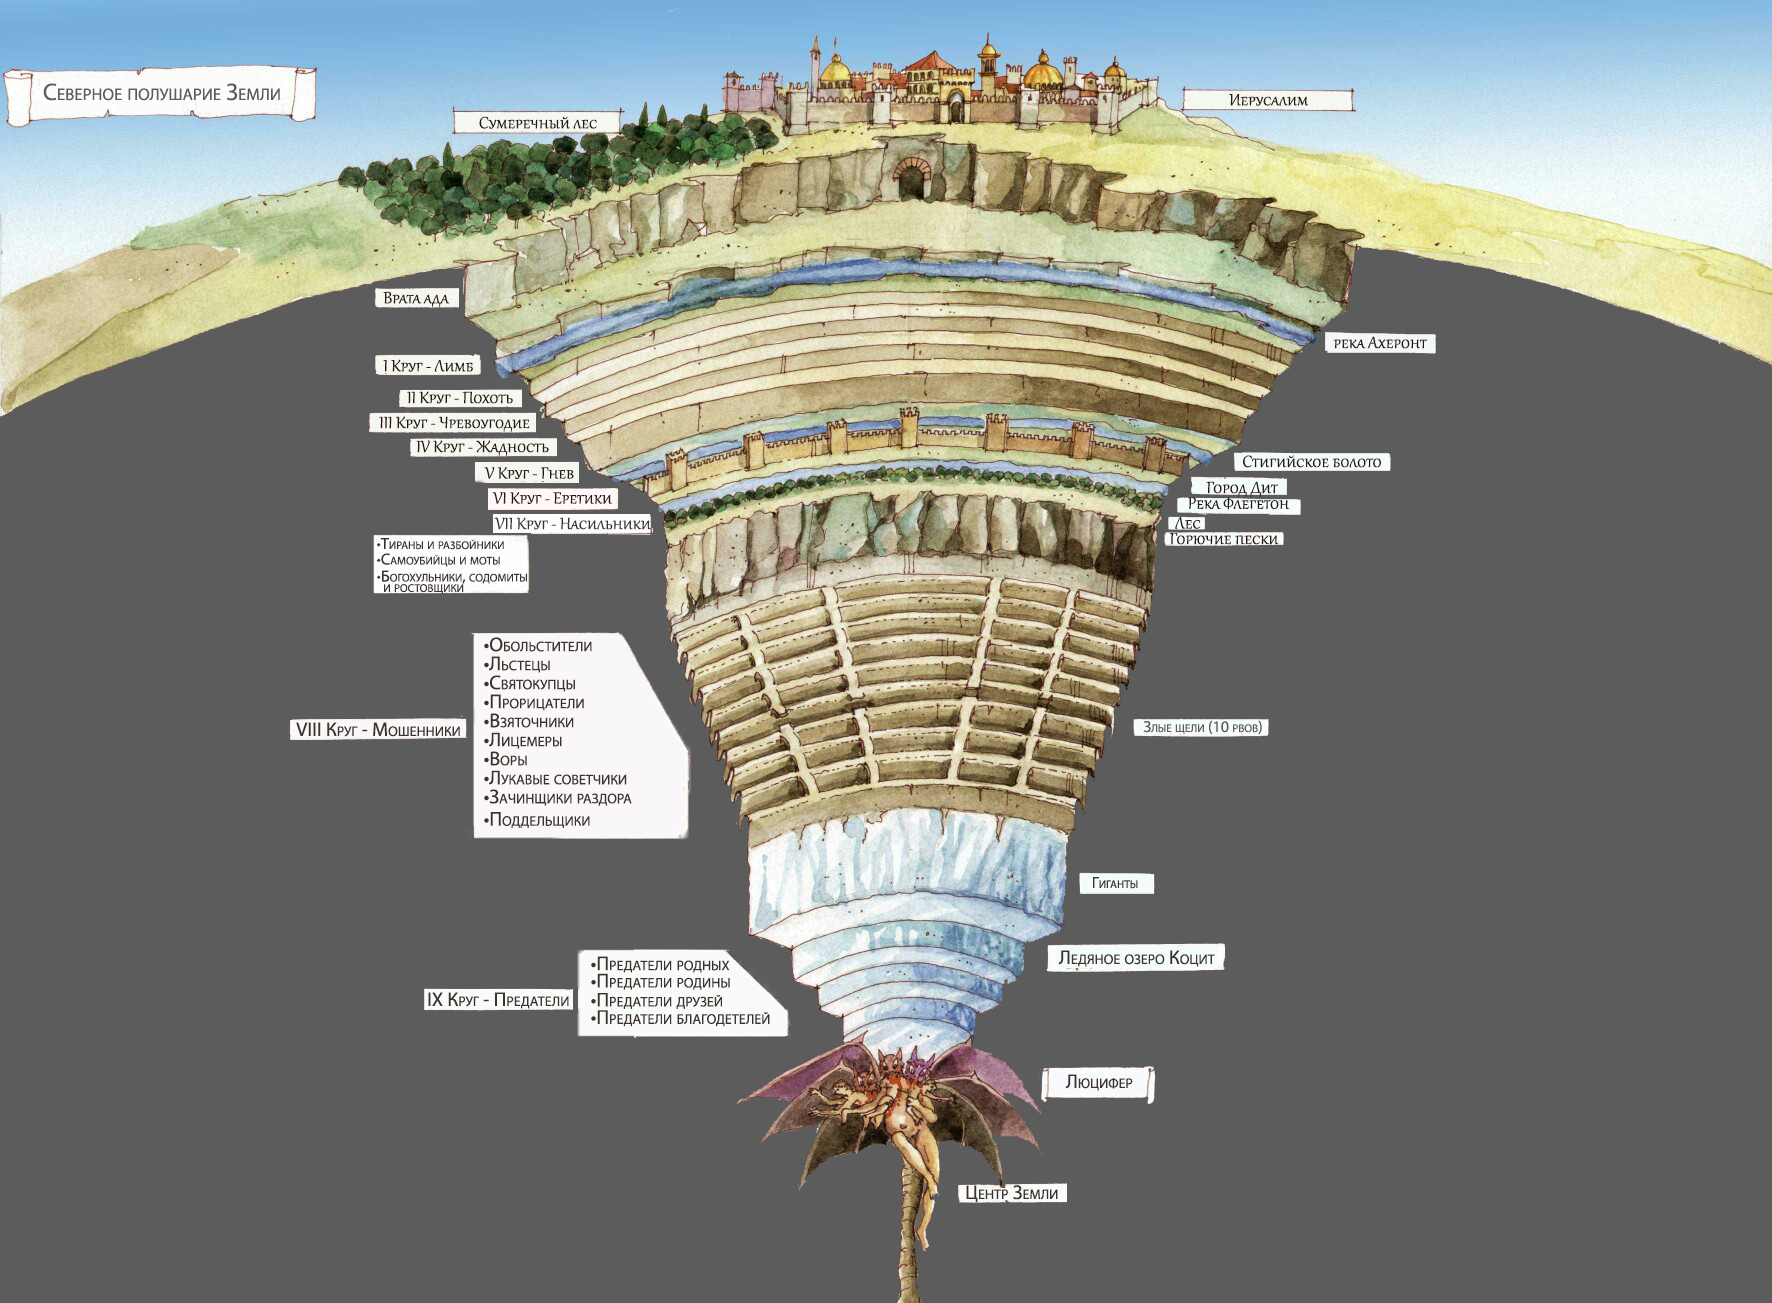 Северное полушарие Земли
Сумеречный лес
Иерусалим
Врата ада
река Ахеронт
I Круг - Лимб
II Круг - Похоть
III Круг - Чревоугодие
IV Круг - Жадность
V Круг - Гнев
VI Круг - Еретики
VII Круг - Насильники
•Тираны и разбойники
•Самоубийцы и моты
•Богохульники, содомиты
и ростовщики
Стигийское болото
Город Дит
Река Флегетон
Лес
Горючие пески
VIII Круг - Мошенники
•Обольстители
•Льстецы
•Святокупцы
•Прорицатели
•Взяточники
•Лицемеры
•Воры
•Лукавые советчики
•Зачинщики раздора
•Поддельщики
Злые щели (10 рвов)
Гиганты
Ледяное озеро Коцит
IX Круг - Предатели
•Предатели родных
•Предатели родины
•Предатели друзей
•Предатели благодетелей
Люцифер
Центр Земли